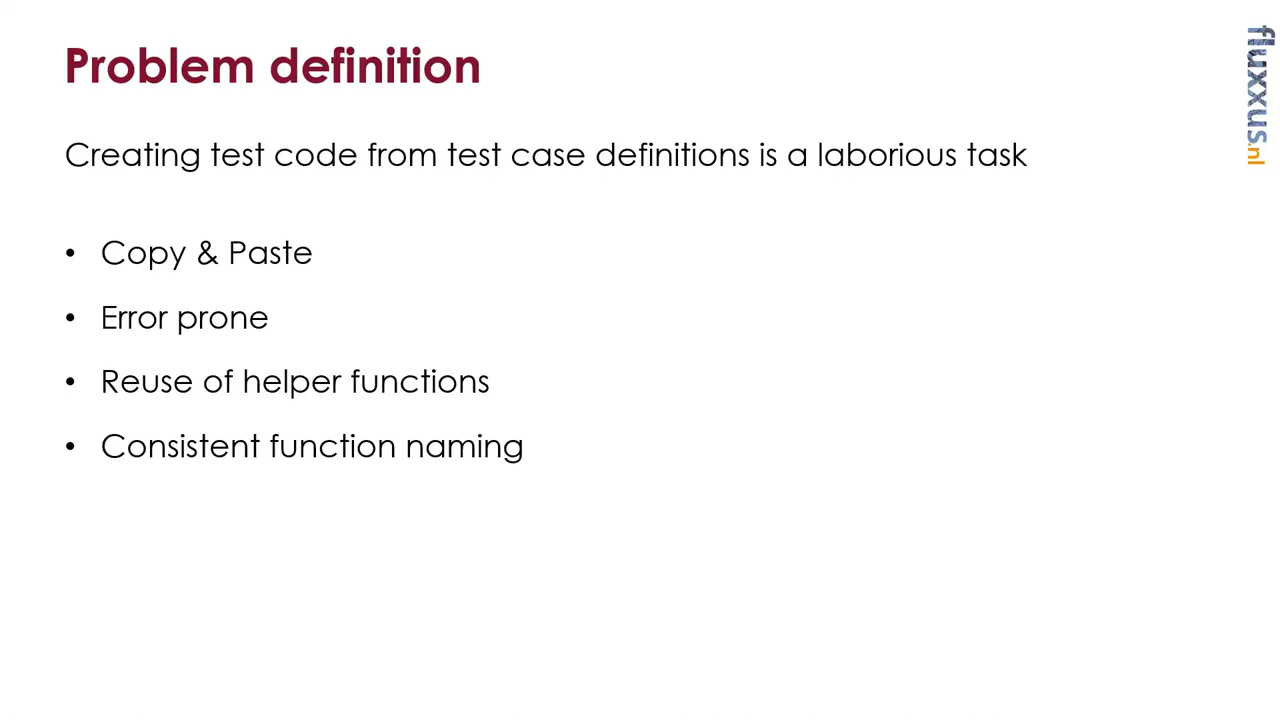 Problem definition
Creating test code from test case definitions is a laborious task
• Copy & Paste
• Error prone
• Reuse of helper functions
• Consistent function naming
fluxxus.nl